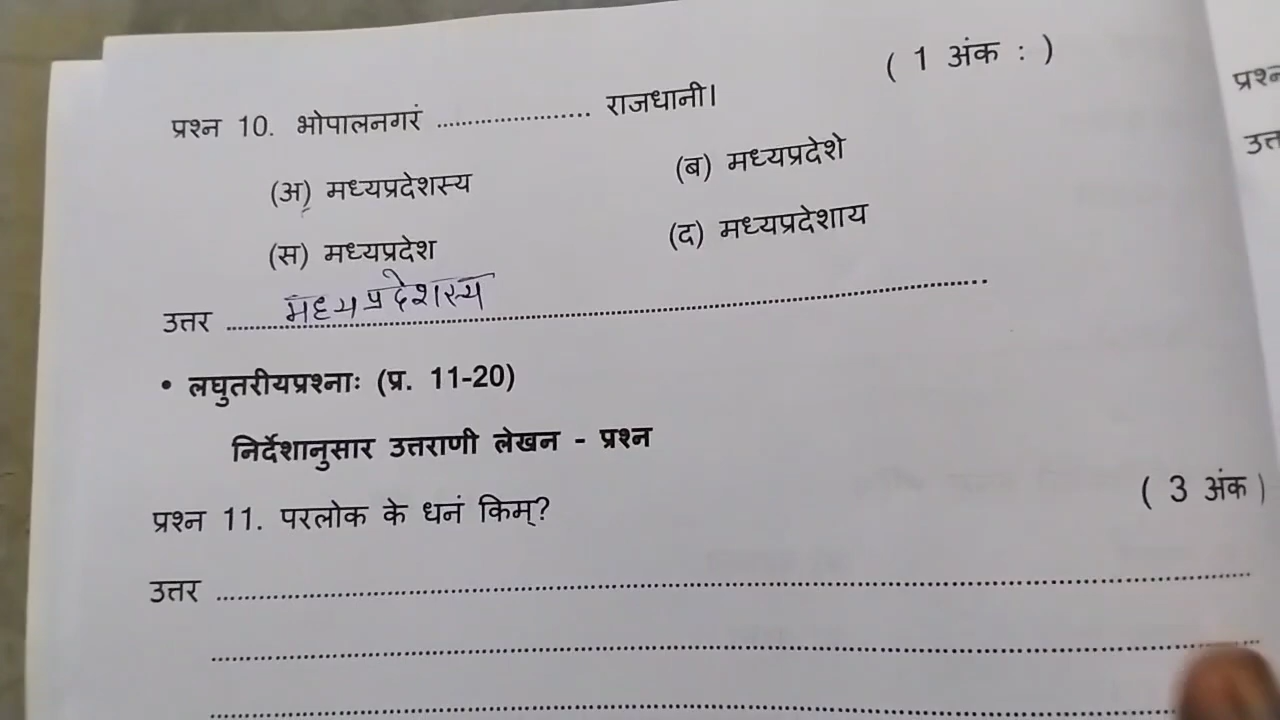 ( 1 अंक : )
प्रश्न 10. भोपालनगरं ......................... राजधानी।
(अ) मध्यप्रदेशस्य (ब) मध्यप्रदेशे
(स) मध्यप्रदेश (द) मध्यप्रदेशाय
उत्तर मध्यप्रदेशस्य
• लघुतरीयप्रश्नाः (प्र. 11-20)
निर्देशानुसार उत्तराणी लेखन - प्रश्न
प्रश्न 11. परलोक के धनं किम्? ( 3 अंक )
उत्तर